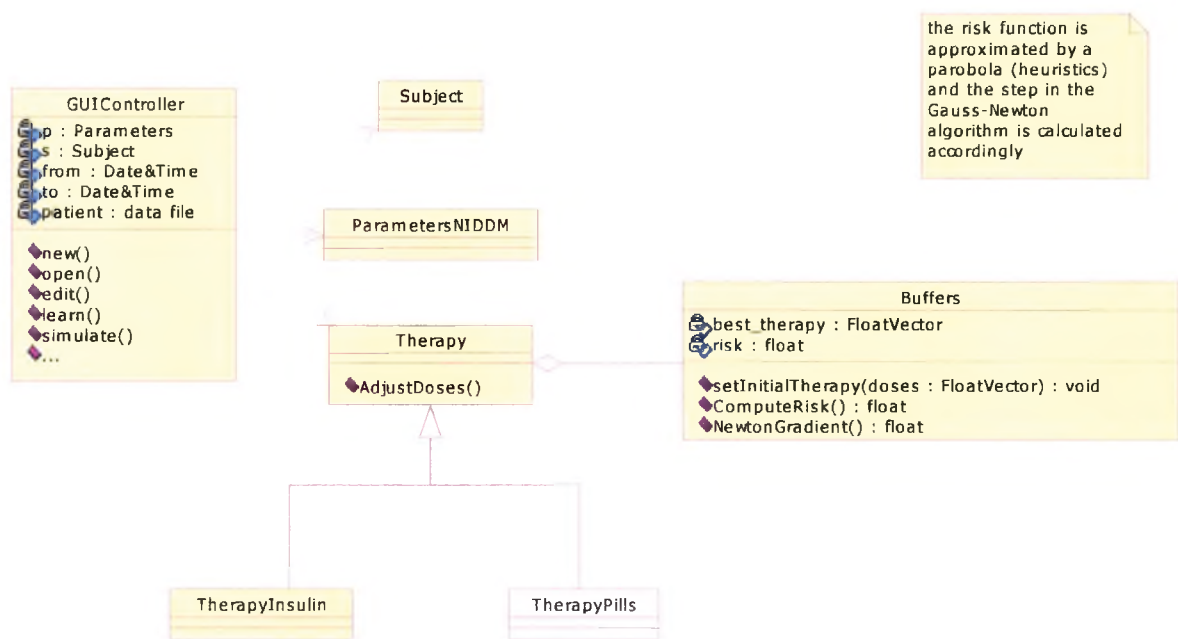 the risk function is
approximated by a
parobola (heuristics)
and the step in the
Gauss-Newton
algorithm is calculated
accordingly
GUIController
p : Parameters
s : Subject
from : Date&Time
to : Date&Time
patient : data file
new()
open()
edit()
learn()
simulate()
...
Subject
ParametersNIDDM
Therapy
AdjustDoses()
Buffers
best_therapy : FloatVector
risk : float
setInitialTherapy(doses : FloatVector) : void
ComputeRisk() : float
NewtonGradient() : float
TherapyInsulin
TherapyPills